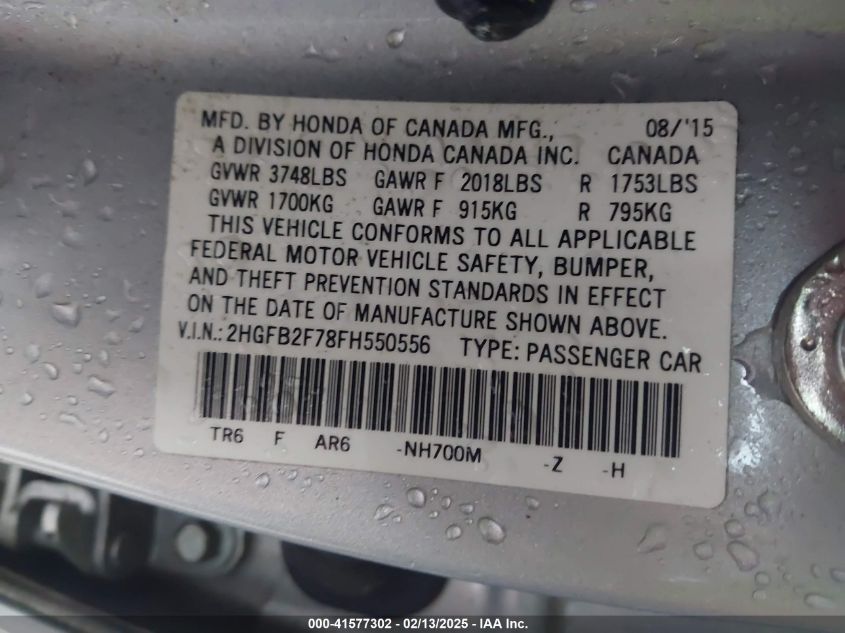 MFD. BY HONDA OF CANADA MFG., 08/'15
A DIVISION OF HONDA CANADA INC. CANADA
GVWR 3748LBS GAWR F 2018LBS R 1753LBS
GVWR 1700KG GAWR F 915KG R 795KG
THIS VEHICLE CONFORMS TO ALL APPLICABLE
FEDERAL MOTOR VEHICLE SAFETY, BUMPER,
AND THEFT PREVENTION STANDARDS IN EFFECT
ON THE DATE OF MANUFACTURE SHOWN ABOVE.
V.I.N.: 2HGFB2F78FH550556 TYPE: PASSENGER CAR
TR6 F AR6 -NH700M -Z -H
000-41577302 - 02/13/2025 - IAA Inc.